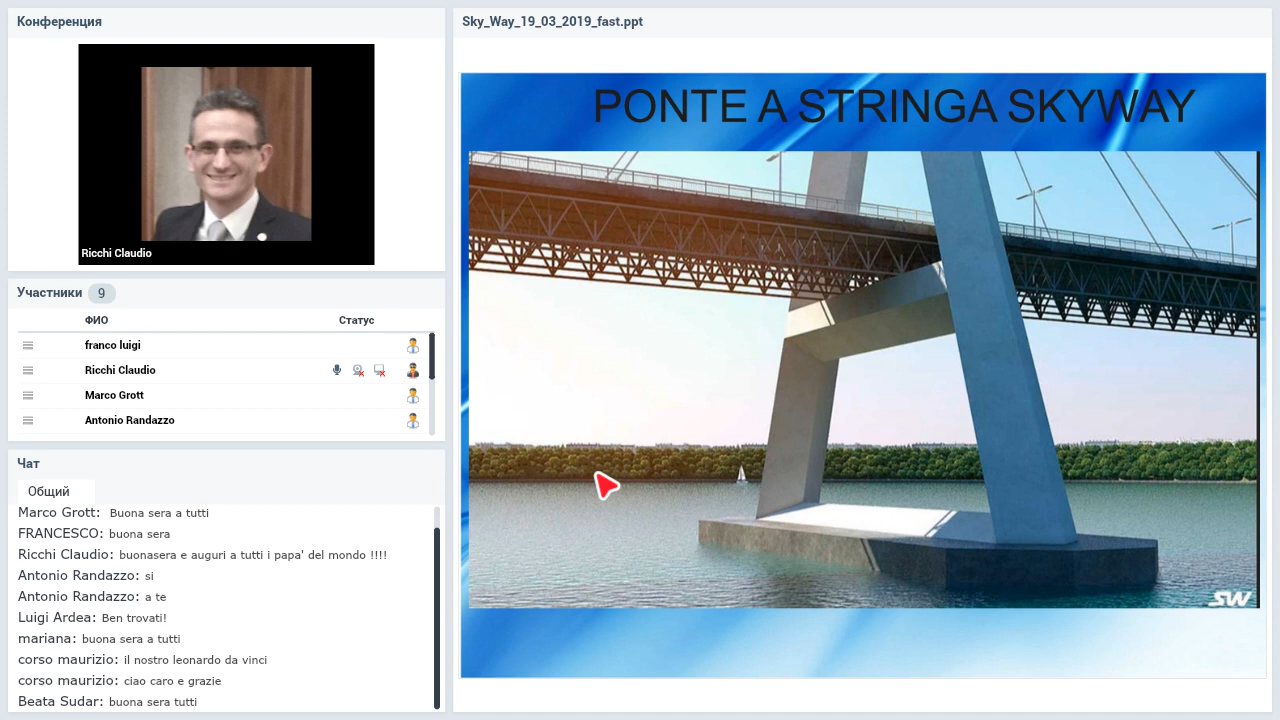 Конференция
Ricchi Claudio
Участники 9
ФИО Статус
franco luigi
Ricchi Claudio
Marco Grott
Antonio Randazzo
Чат
Общий
Marco Grott: Buona sera a tutti
FRANCESCO: buona sera
Ricchi Claudio: buonasera e auguri a tutti i papa' del mondo !!!!
Antonio Randazzo: si
Antonio Randazzo: a te
Luigi Ardea: Ben trovati!
mariana: buona sera a tutti
corso maurizio: il nostro leonardo da vinci
corso maurizio: ciao caro e grazie
Beata Sudar: buona sera tutti
Sky_Way_19_03_2019_fast.ppt
PONTE A STRINGA SKYWAY
SW